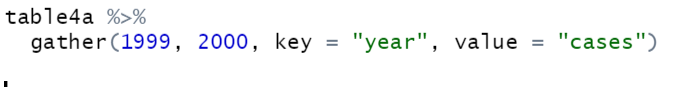 table4a %>%
gather(1999, 2000, key = "year", value = "cases")